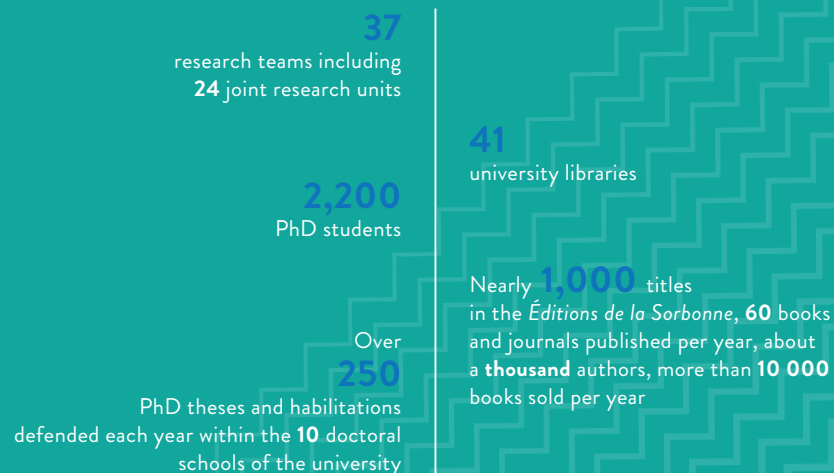 37
research teams including
24 joint research units
41
university libraries
2,200
PhD students
Nearly 1,000 titles
in the Éditions de la Sorbonne, 60 books
and journals published per year, about
a thousand authors, more than 10 000
books sold per year
Over
250
PhD theses and habilitations
defended each year within the 10 doctoral
schools of the university